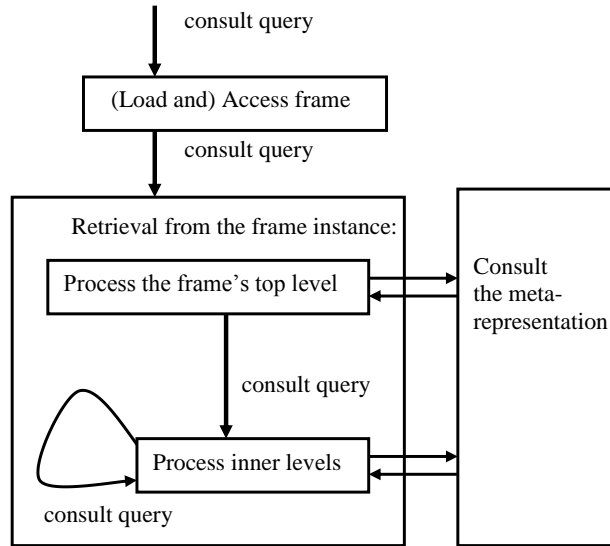 consult query
(Load and) Access frame
consult query
Retrieval from the frame instance:
Process the frame's top level
Consult
the meta-
representation
consult query
Process inner levels
consult query